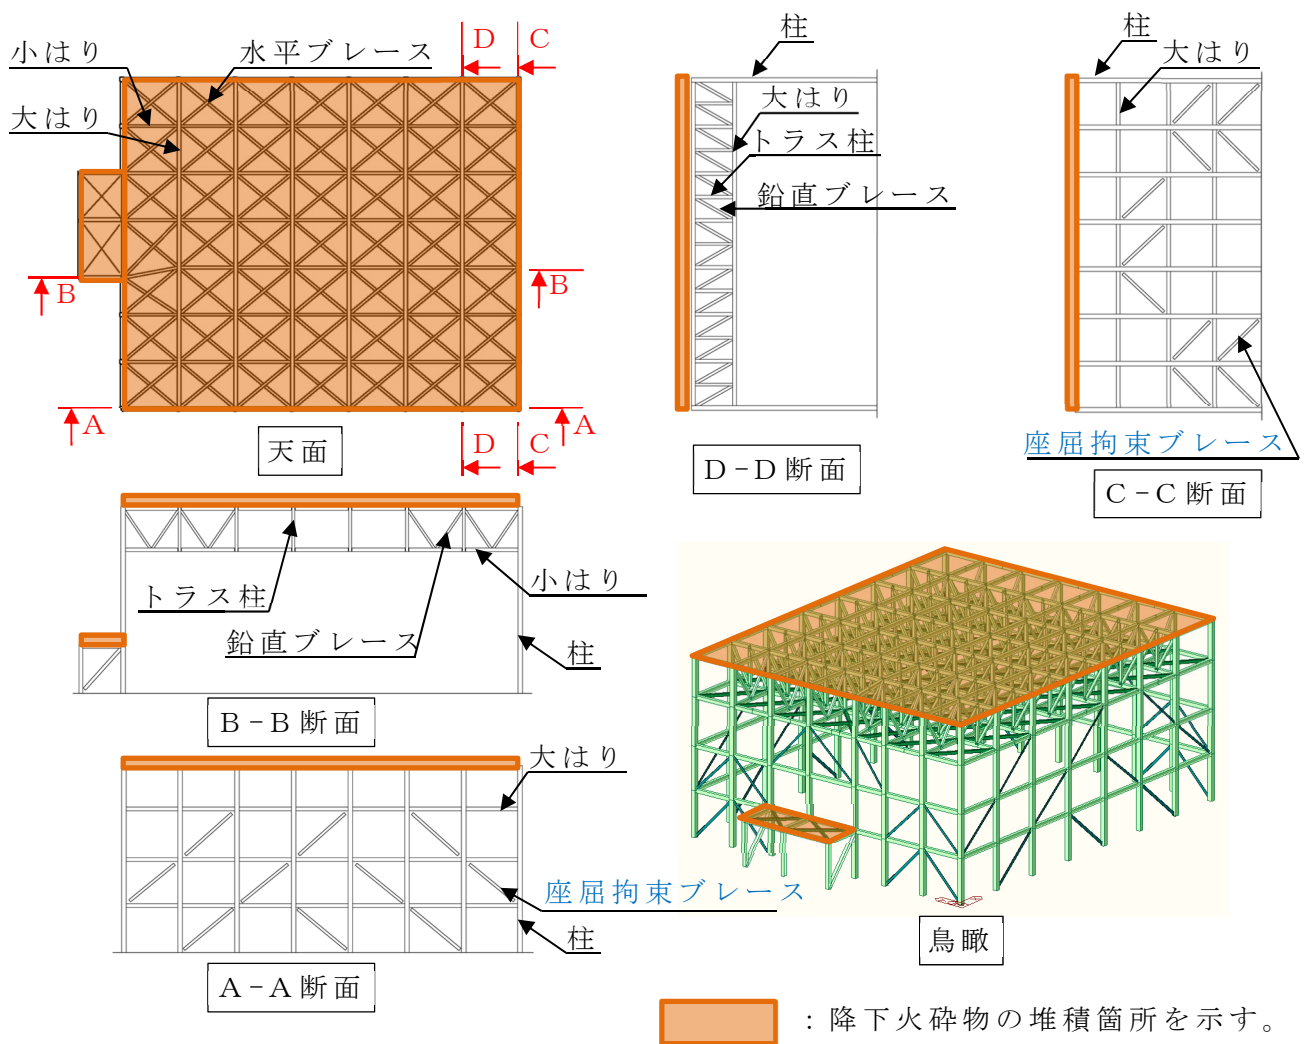 小はり
水平ブレース
大はり
D
C
B
B
A
A
D
C
天面
柱
大はり
トラス柱
鉛直ブレース
D-D断面
柱
大はり
座屈拘束ブレース
C-C断面
トラス柱
鉛直ブレース
小はり
柱
B-B断面
大はり
座屈拘束ブレース
柱
A-A断面
鳥瞰
：降下火砕物の堆積箇所を示す。